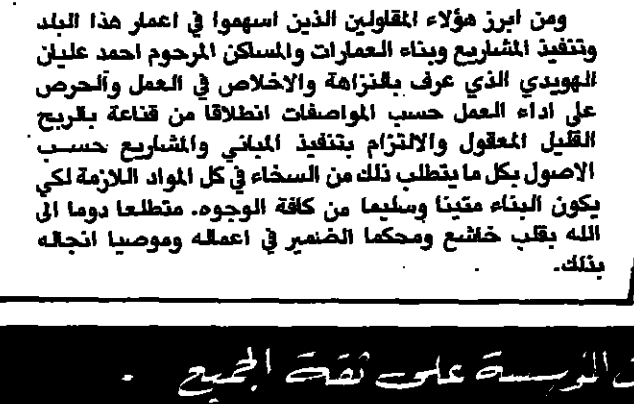 ومن ابرز هؤلاء المقاولين الذين اسهموا في اعمار هذا البلد
وتنفيذ المشاريع وبناء العمارات والمساكن المرحوم احمد عليان
الهويدي الذي عرف بالنزاهة والاخلاص في العمل والحرص
على اداء العمل حسب المواصفات انطلاقا من قناعة بالربح
القليل المعقول والالتزام بتنفيذ المباني والمشاريع حسب
الاصول بكل ما يتطلب ذلك من السخاء في كل المواد اللازمة لكي
يكون البناء متينا وسليما من كافة الوجوه. متطلعا دوما الى
الله بقلب خاشع ومحكما الضمير في اعماله وموصيا انجاله
بذلك.
المؤسسة على ثقة الجميع .